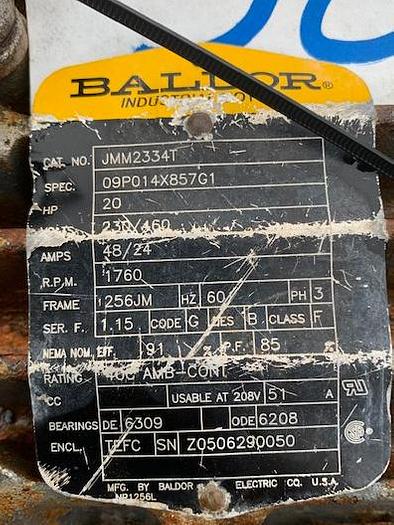 BALDOR®
CAT. NO. JMM2334T
SPEC. 09P014X857G1
HP 20
230/460
AMPS 48/24
R.P.M. 1760
FRAME 256JM HZ 60 PH 3
SER. F. 1.15 CODE G DES B CLASS F
NEMA NOM. EFF. 91 % P.F. 85 %
RATING 40C AMB-CONT
CC USABLE AT 208V 51 A
BEARINGS DE 6309 ODE 6208
ENCL. TEFC SN Z0506290050
MFG. BY BALDOR ELECTRIC CO. U.S.A.
NP1256L